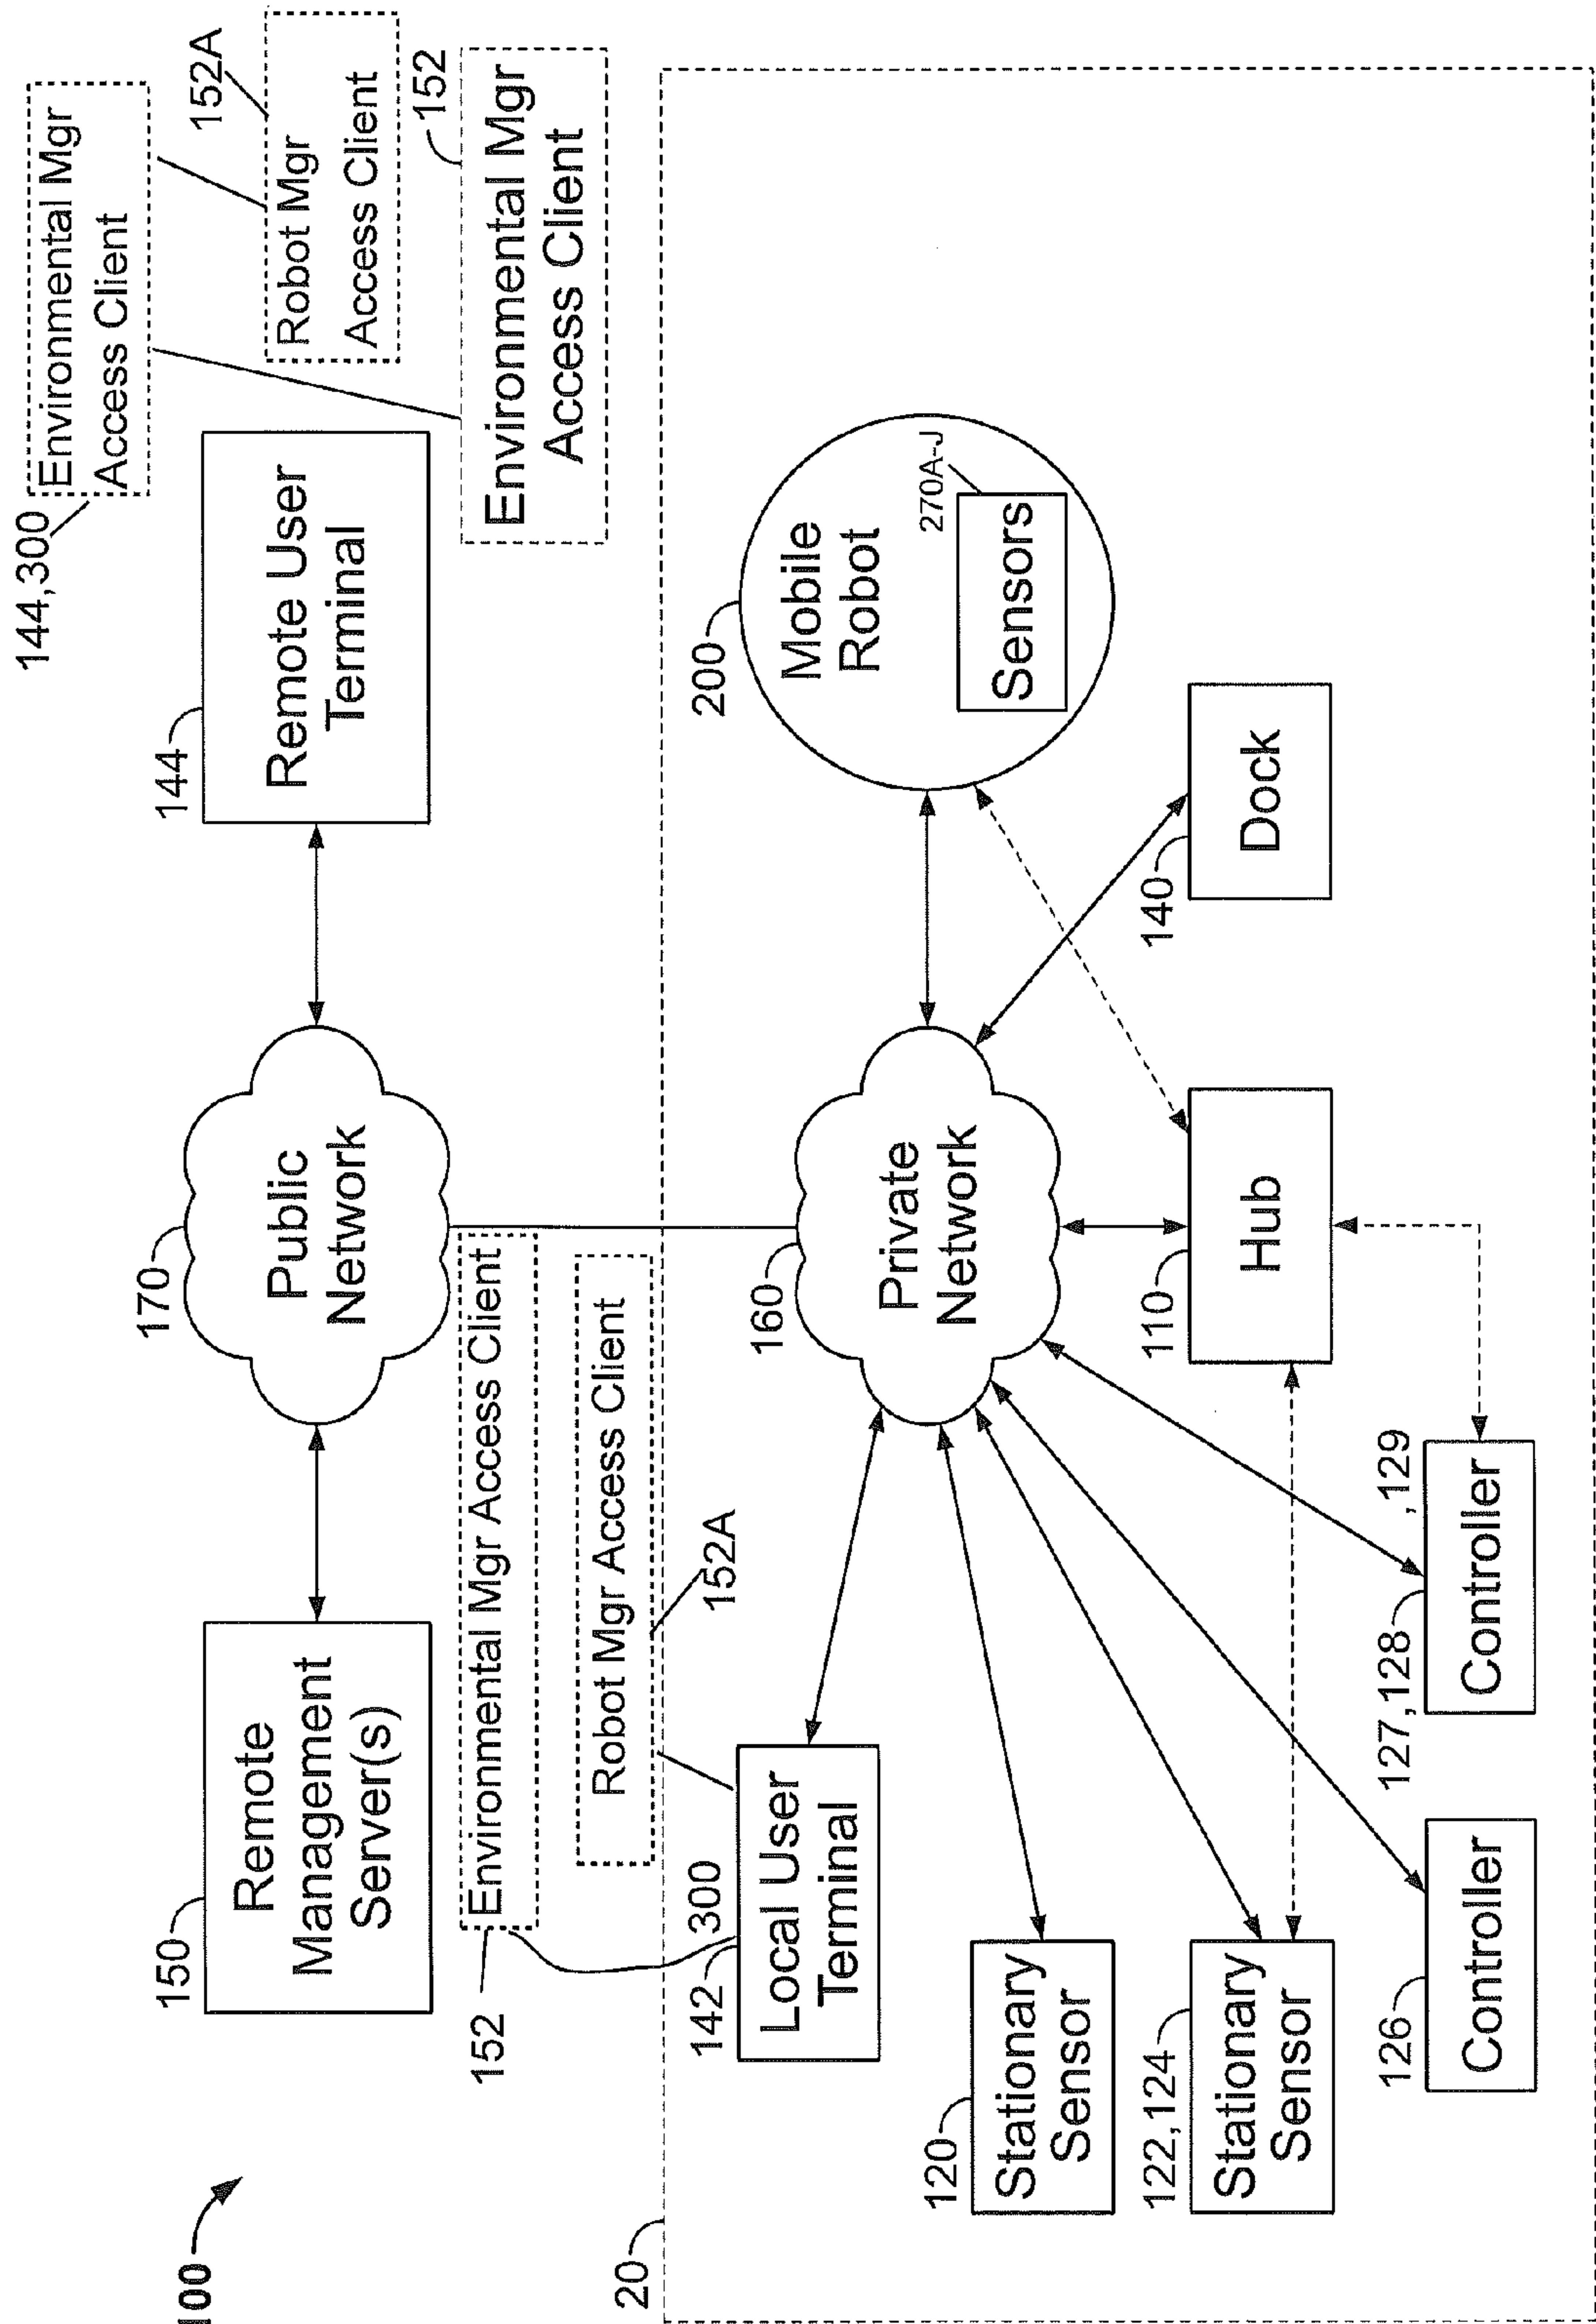 100
150
Remote
Management
Server(s)
170
Public
Network
144
Remote User
Terminal
144,300
Environmental Mgr
Access Client
152A
Robot Mgr
Access Client
152
Environmental Mgr
Access Client
152
Environmental Mgr Access Client
Robot Mgr Access Client
152A
20
142
300
Local User
Terminal
160
Private
Network
200
Mobile
Robot
270A-J
Sensors
120
Stationary
Sensor
122,124
Stationary
Sensor
110
Hub
140
Dock
126
Controller
127,128
,129
Controller